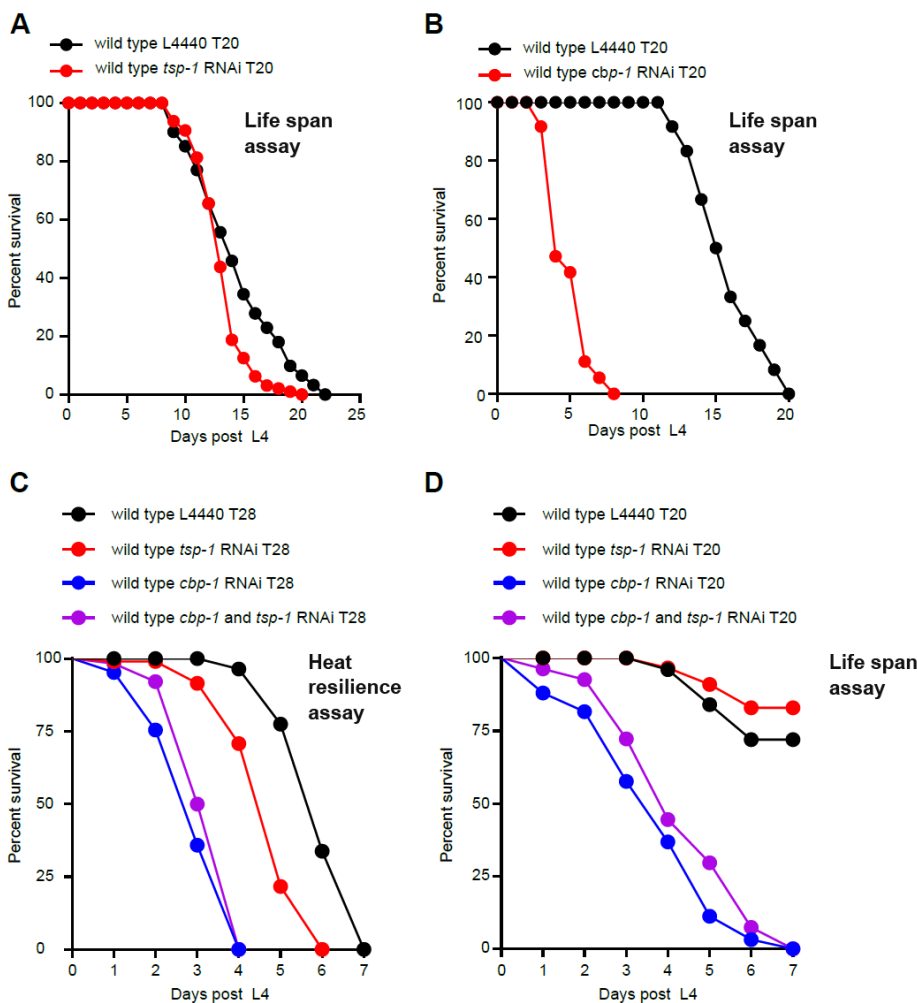 A
wild type L4440 T20
wild type tsp-1 RNAi T20
Life span
assay
Percent survival
100
80
60
40
20
0
0
5
10
15
20
25
Days post L4
B
wild type L4440 T20
wild type cbp-1 RNAi T20
Life span
assay
Percent survival
100
80
60
40
20
0
0
5
10
15
20
Days post L4
C
wild type L4440 T28
wild type tsp-1 RNAi T28
wild type cbp-1 RNAi T28
wild type cbp-1 and tsp-1 RNAi T28
Heat
resilience
assay
Percent survival
100
75
50
25
0
0
1
2
3
4
5
6
7
Days post L4
D
wild type L4440 T20
wild type tsp-1 RNAi T20
wild type cbp-1 RNAi T20
wild type cbp-1 and tsp-1 RNAi T20
Life span
assay
Percent survival
100
75
50
25
0
0
1
2
3
4
5
6
7
Days post L4